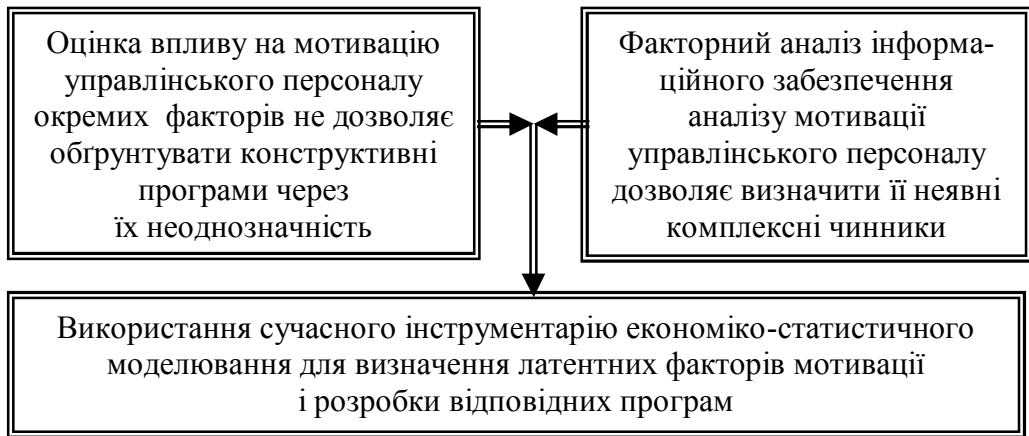 Оцінка впливу на мотивацію
управлінського персоналу
окремих факторів не дозволяє
обґрунтувати конструктивні
програми через
їх неоднозначність
Факторний аналіз інформа-
ційного забезпечення
аналізу мотивації
управлінського персоналу
дозволяє визначити її неявні
комплексні чинники
Використання сучасного інструментарію економіко-статистичного
моделювання для визначення латентних факторів мотивації
і розробки відповідних програм